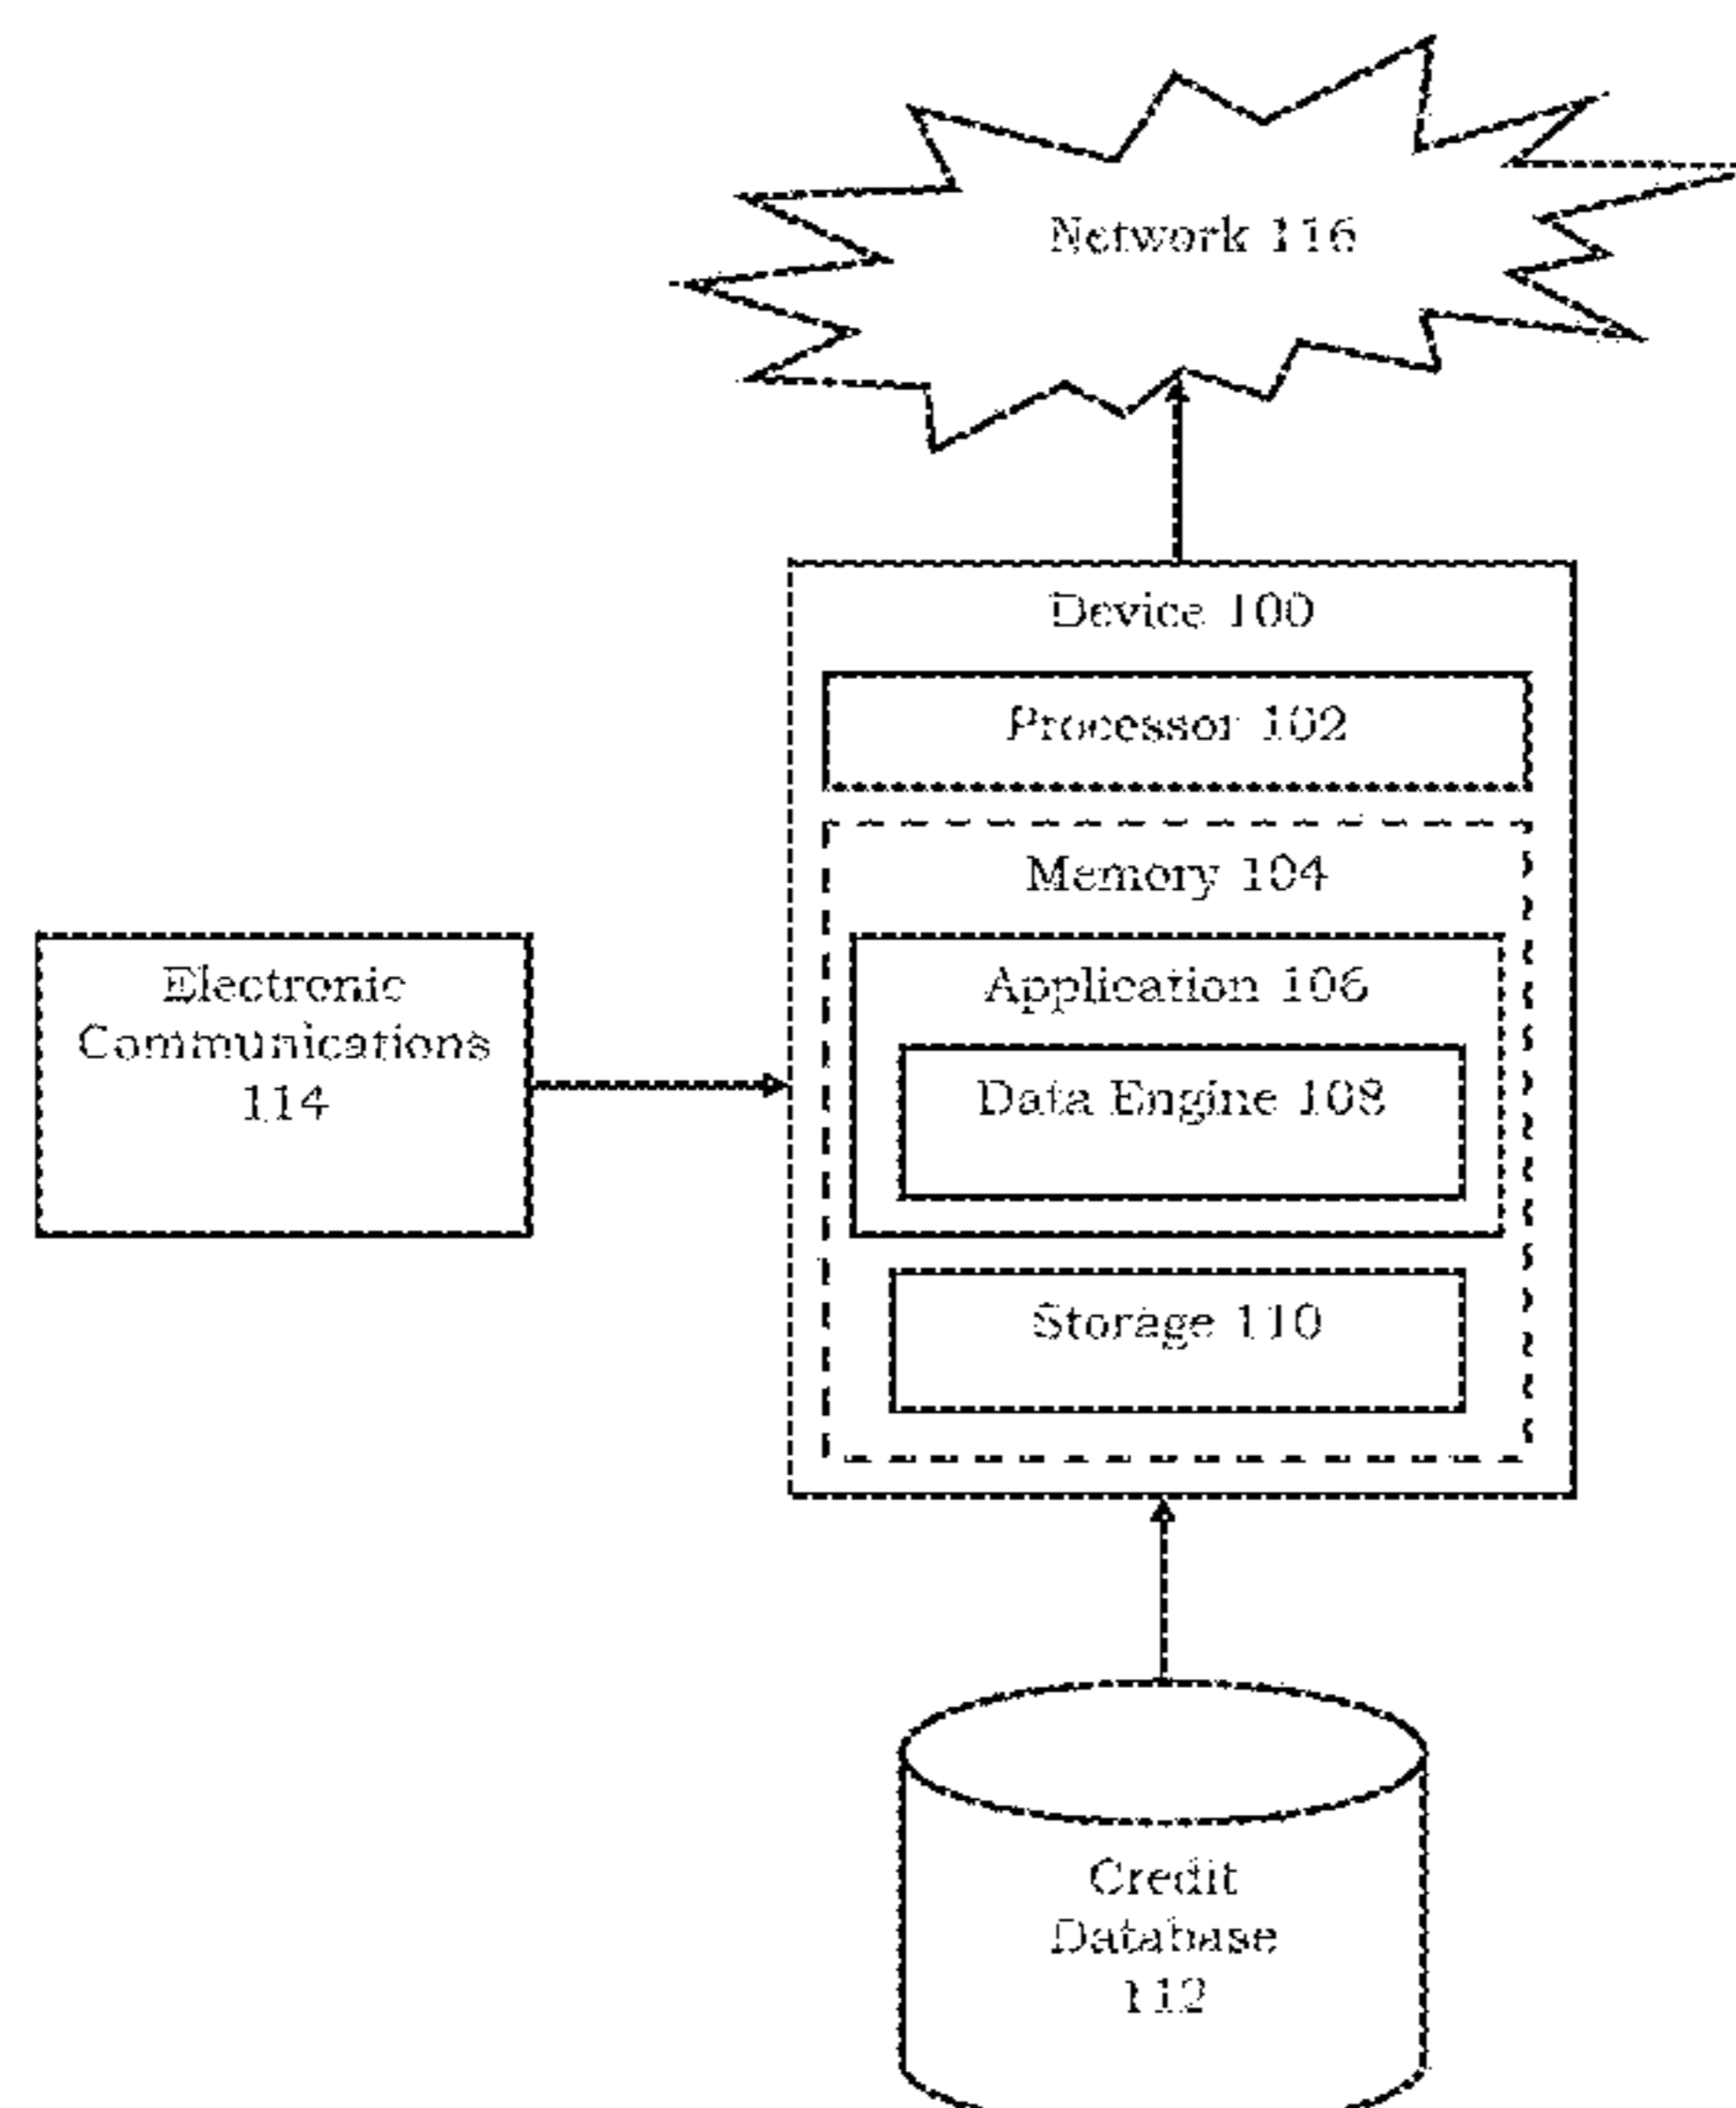 Network 116
Device 100
Processor 102
Memory 104
Electronic
Communications
114
Application 106
Data Engine 108
Storage 110
Credit
Database
112